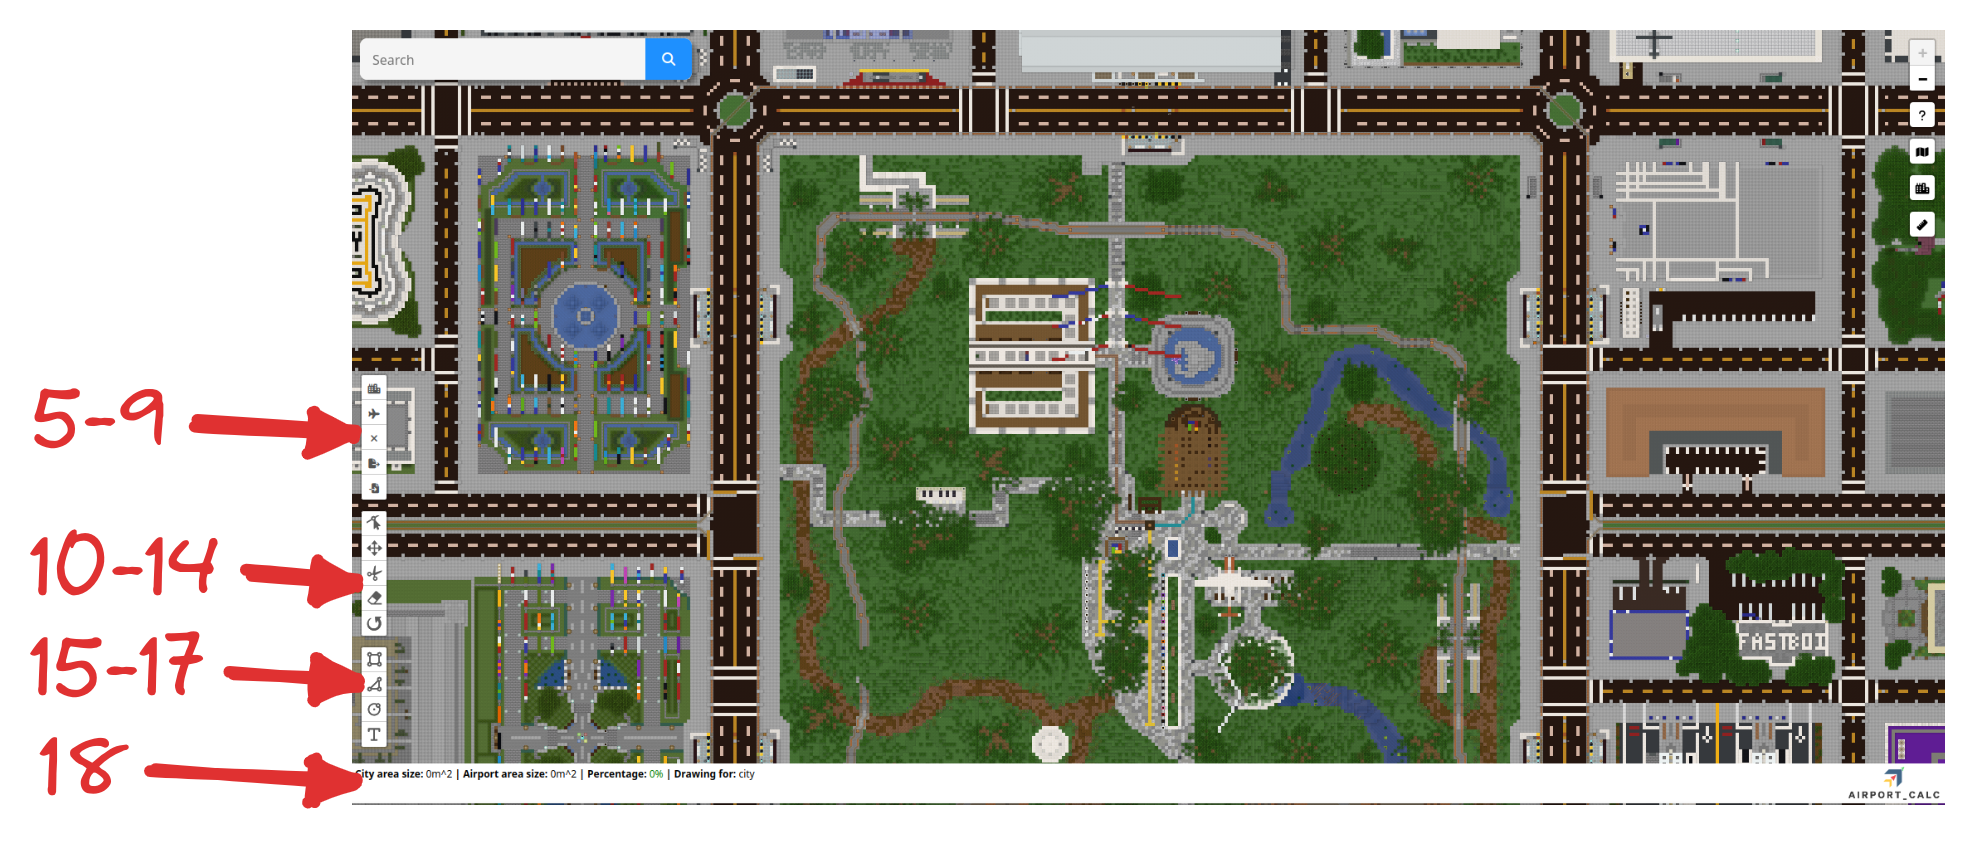 Search
5-9
10-14
15-17
18
FASTBOI
City area size: 0m^2 | Airport area size: 0m^2 | Percentage: 0% | Drawing for: city
AIRPORT_CALC